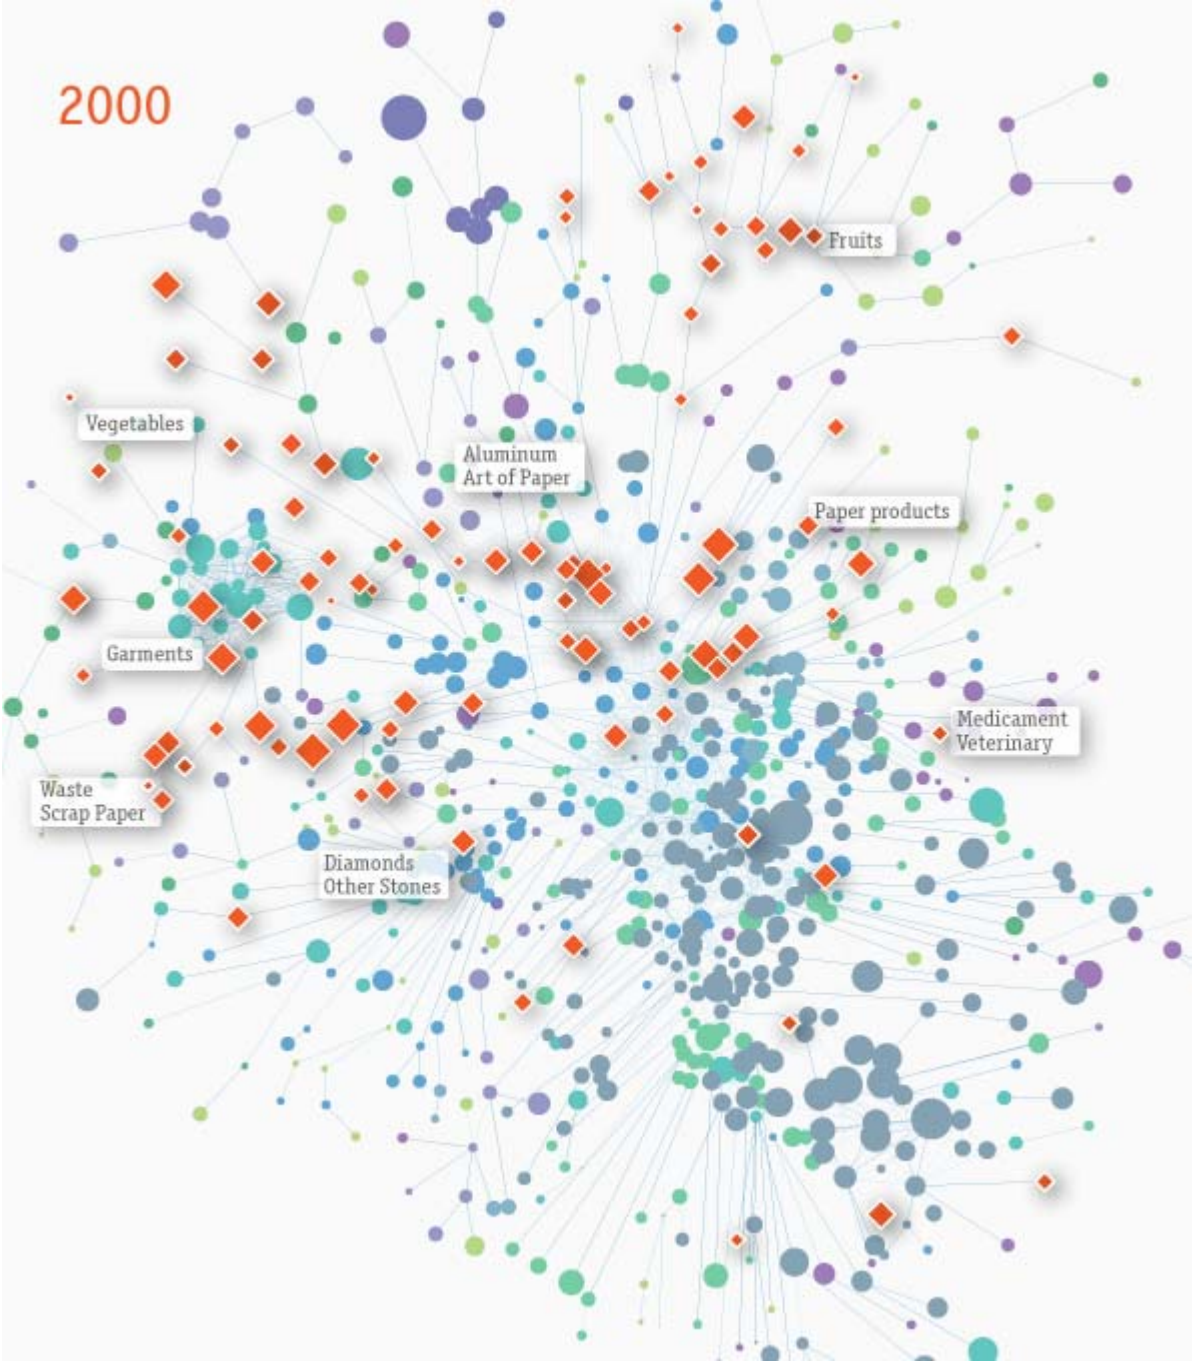 2000
Fruits
Vegetables
Aluminum
Art of Paper
Paper products
Garments
Medicament
Veterinary
Waste
Scrap Paper
Diamonds
Other Stones